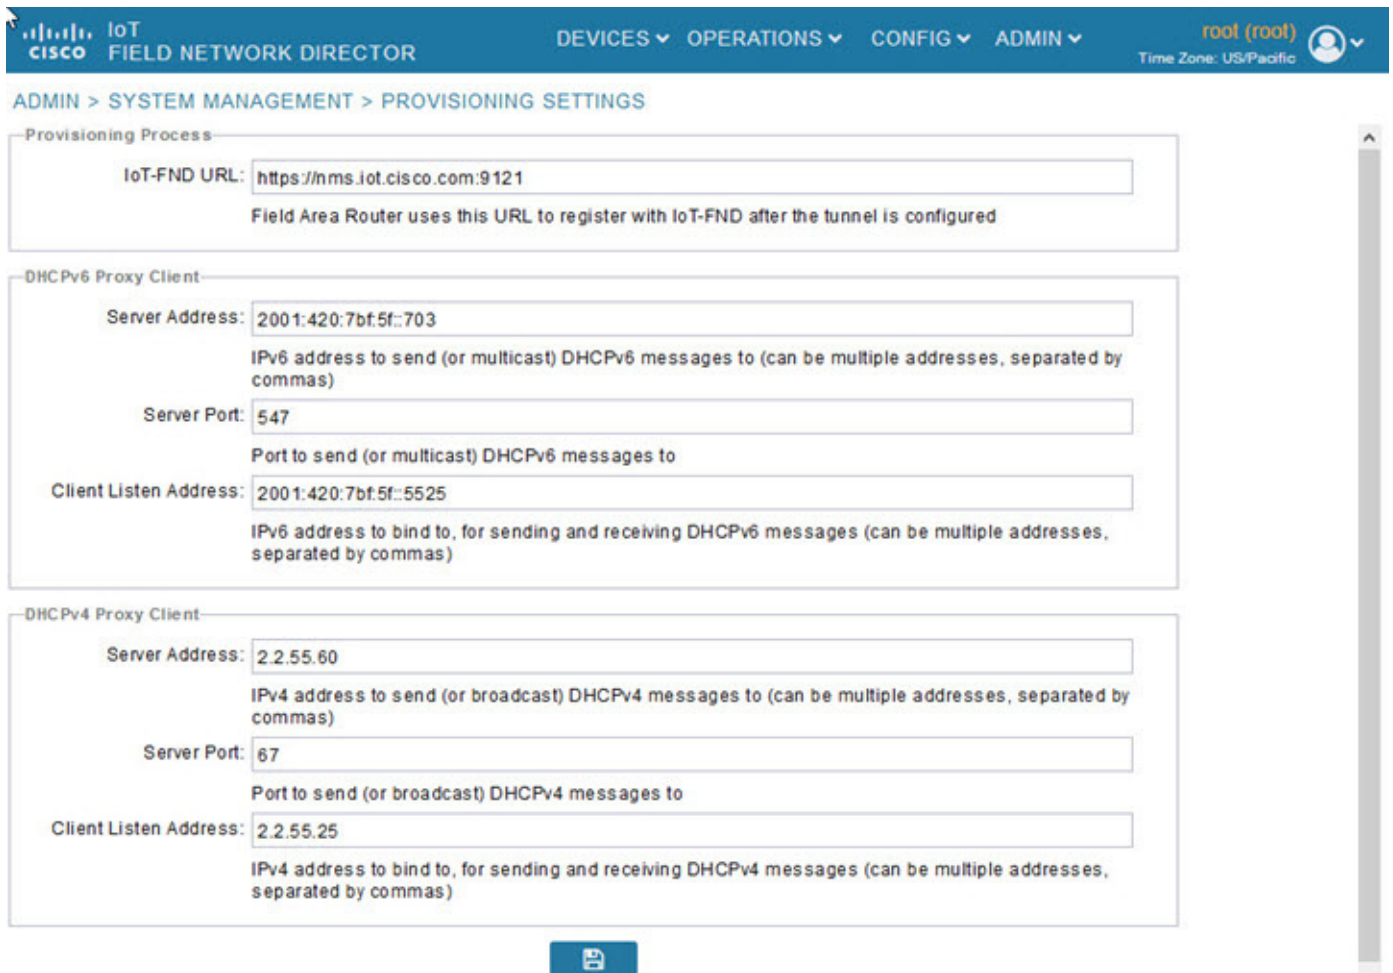 IoT
CISCO FIELD NETWORK DIRECTOR
DEVICES OPERATIONS CONFIG ADMIN
root (root)
Time Zone: US/Pacific
ADMIN > SYSTEM MANAGEMENT > PROVISIONING SETTINGS
Provisioning Process
IoT-FND URL: https://nms.iot.cisco.com:9121
Field Area Router uses this URL to register with IoT-FND after the tunnel is configured
DHCPv6 Proxy Client
Server Address: 2001:420:7bf:5f::703
IPv6 address to send (or multicast) DHCPv6 messages to (can be multiple addresses, separated by
commas)
Server Port: 547
Port to send (or multicast) DHCPv6 messages to
Client Listen Address: 2001:420:7bf:5f::5525
IPv6 address to bind to, for sending and receiving DHCPv6 messages (can be multiple addresses,
separated by commas)
DHCPv4 Proxy Client
Server Address: 2.2.55.60
IPv4 address to send (or broadcast) DHCPv4 messages to (can be multiple addresses, separated by
commas)
Server Port: 67
Port to send (or broadcast) DHCPv4 messages to
Client Listen Address: 2.2.55.25
IPv4 address to bind to, for sending and receiving DHCPv4 messages (can be multiple addresses,
separated by commas)